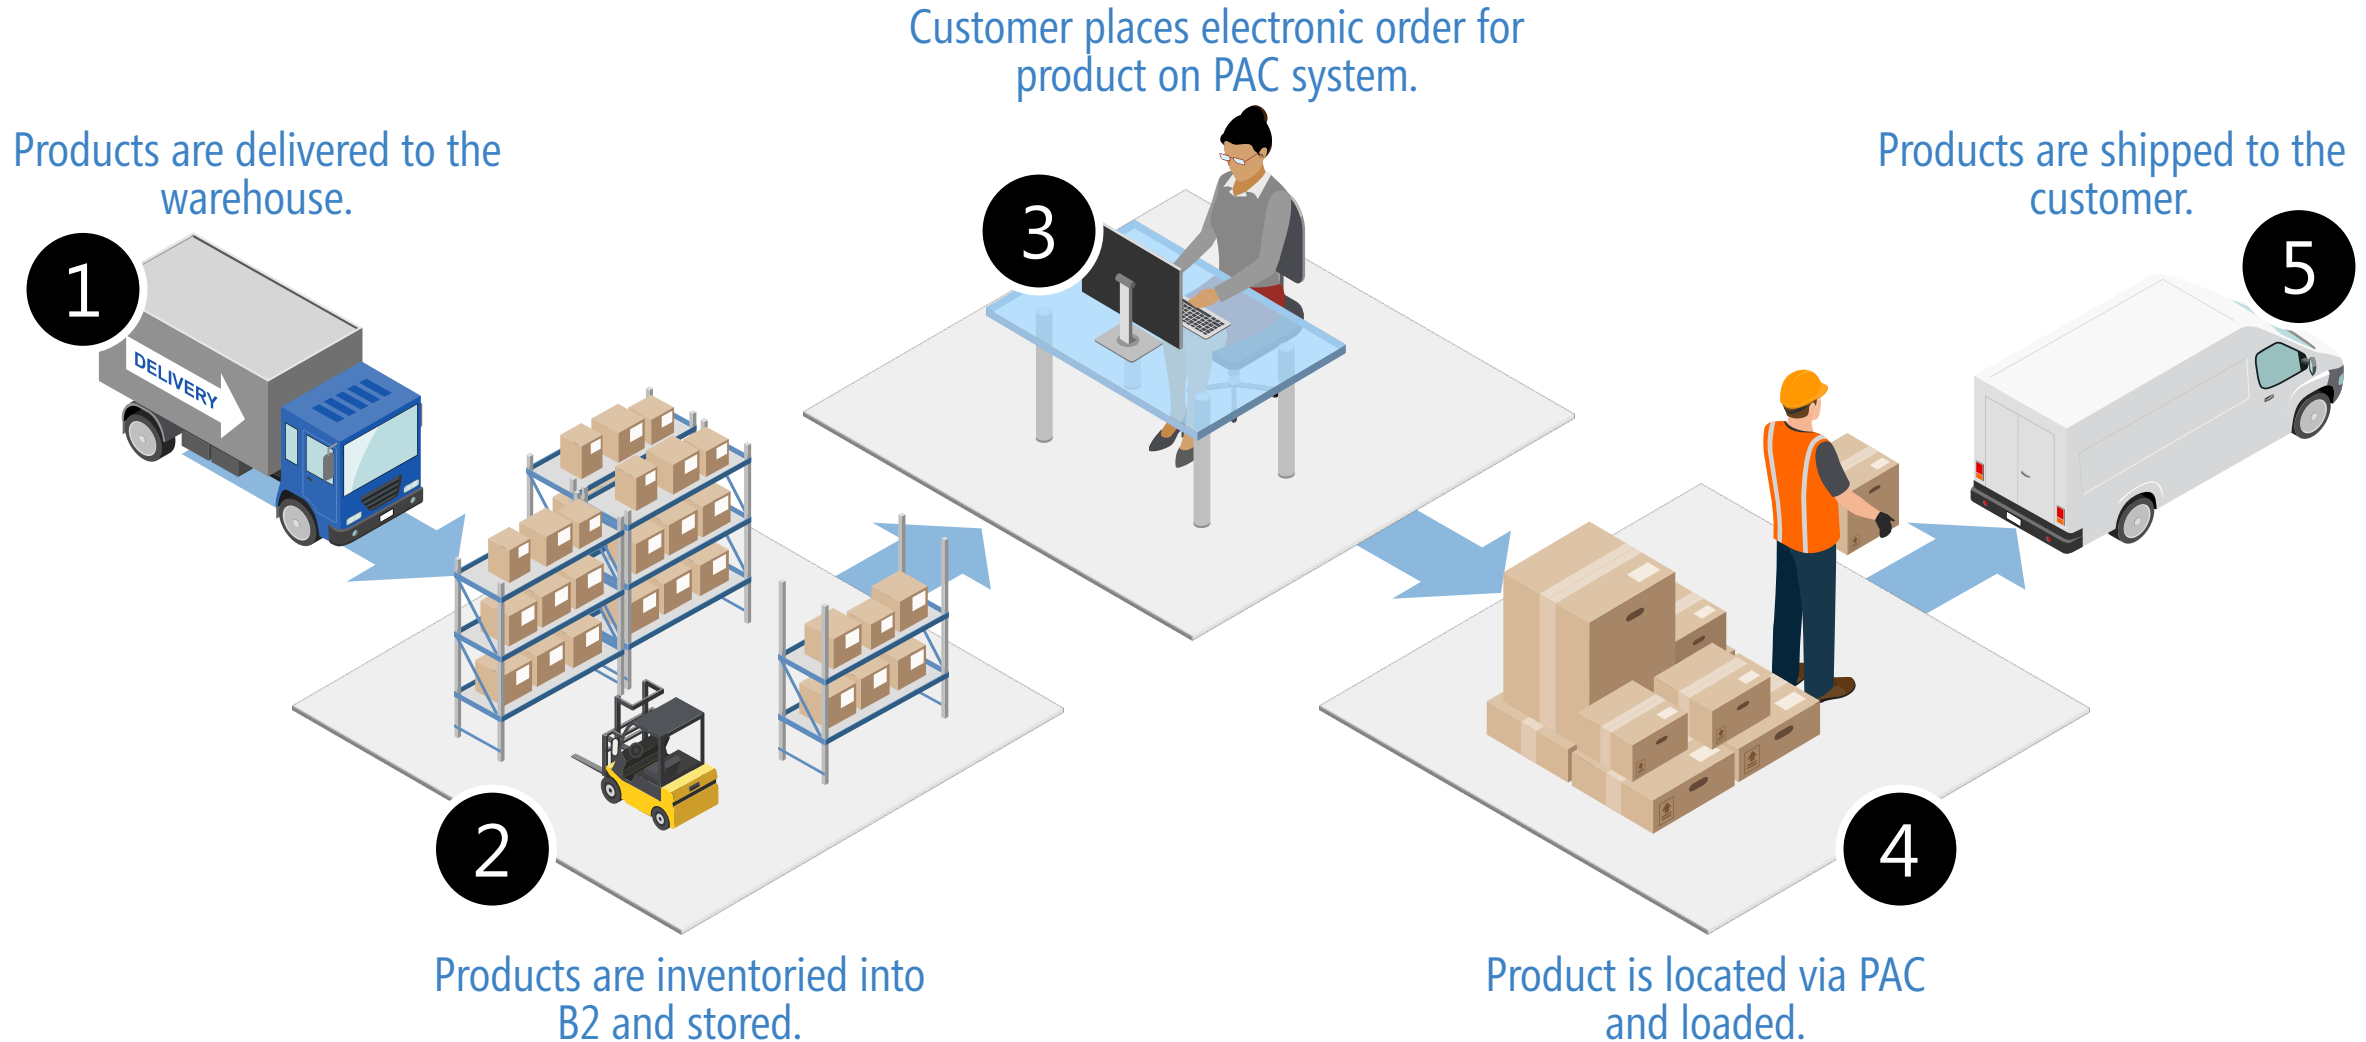 Products are delivered to the
warehouse.
1
DELIVERY
Products are inventoried into
B2 and stored.
2
Customer places electronic order for
product on PAC system.
3
Product is located via PAC
and loaded.
4
Products are shipped to the
customer.
5